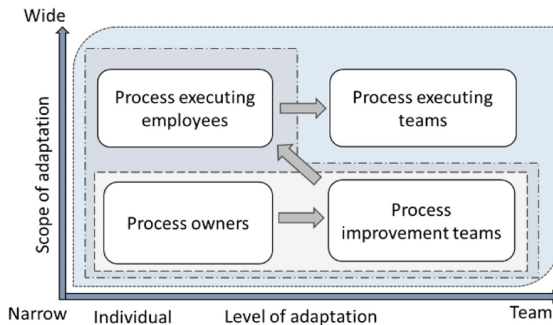 Wide
Scope of adaptation
Process executing
employees
Process executing
teams
Process owners
Process
improvement teams
Narrow
Individual
Level of adaptation
Team